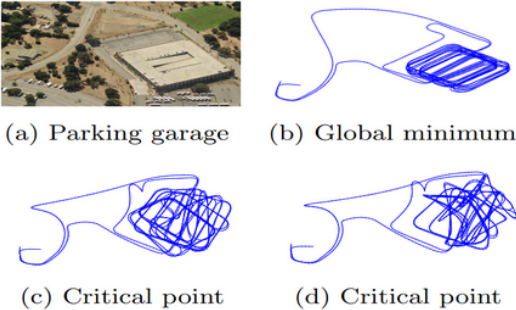 (a) Parking garage
(b) Global minimum
(c) Critical point
(d) Critical point